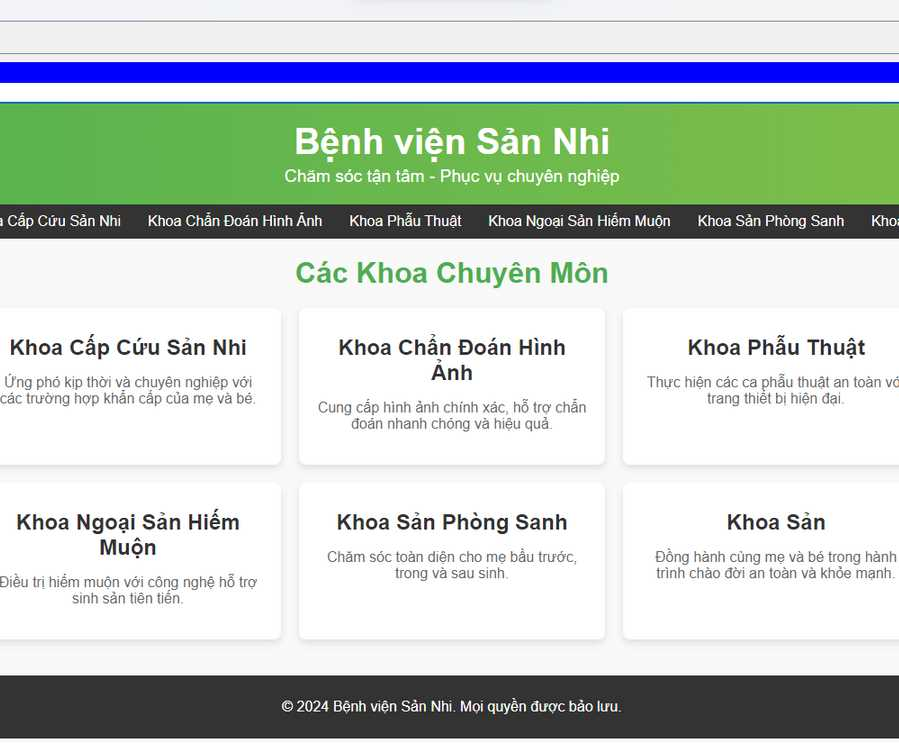 Bệnh viện Sản Nhi
Chăm sóc tận tâm - Phục vụ chuyên nghiệp
Cấp Cứu Sản Nhi Khoa Chẩn Đoán Hình Ảnh Khoa Phẫu Thuật Khoa Ngoại Sản Hiếm Muộn Khoa Sản Phòng Sanh
Các Khoa Chuyên Môn
Khoa Cấp Cứu Sản Nhi
Ứng phó kịp thời và chuyên nghiệp với
các trường hợp khẩn cấp của mẹ và bé.
Khoa Chẩn Đoán Hình
Ảnh
Cung cấp hình ảnh chính xác, hỗ trợ chẩn
đoán nhanh chóng và hiệu quả.
Khoa Phẫu Thuật
Thực hiện các ca phẫu thuật an toàn
trang thiết bị hiện đại.
Khoa Ngoại Sản Hiếm
Muộn
Điều trị hiếm muộn với công nghệ hỗ trợ
sinh sản tiên tiến.
Khoa Sản Phòng Sanh
Chăm sóc toàn diện cho mẹ bầu trước,
trong và sau sinh.
Khoa Sản
Đồng hành cùng mẹ và bé trong hành
trình chào đời an toàn và khỏe mạnh.
© 2024 Bệnh viện Sản Nhi. Mọi quyền được bảo lưu.